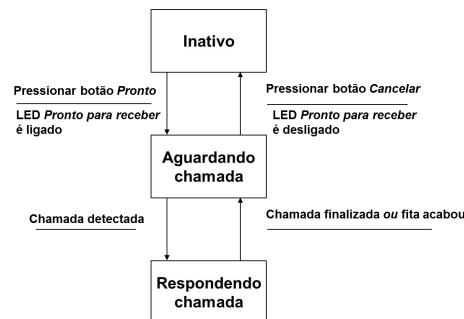 Inativo
Pressionar botão Pronto
LED Pronto para receber
é ligado
Pressionar botão Cancelar
LED Pronto para receber
é desligado
Aguardando
chamada
Chamada detectada
Chamada finalizada ou fita acabou
Respondendo
chamada